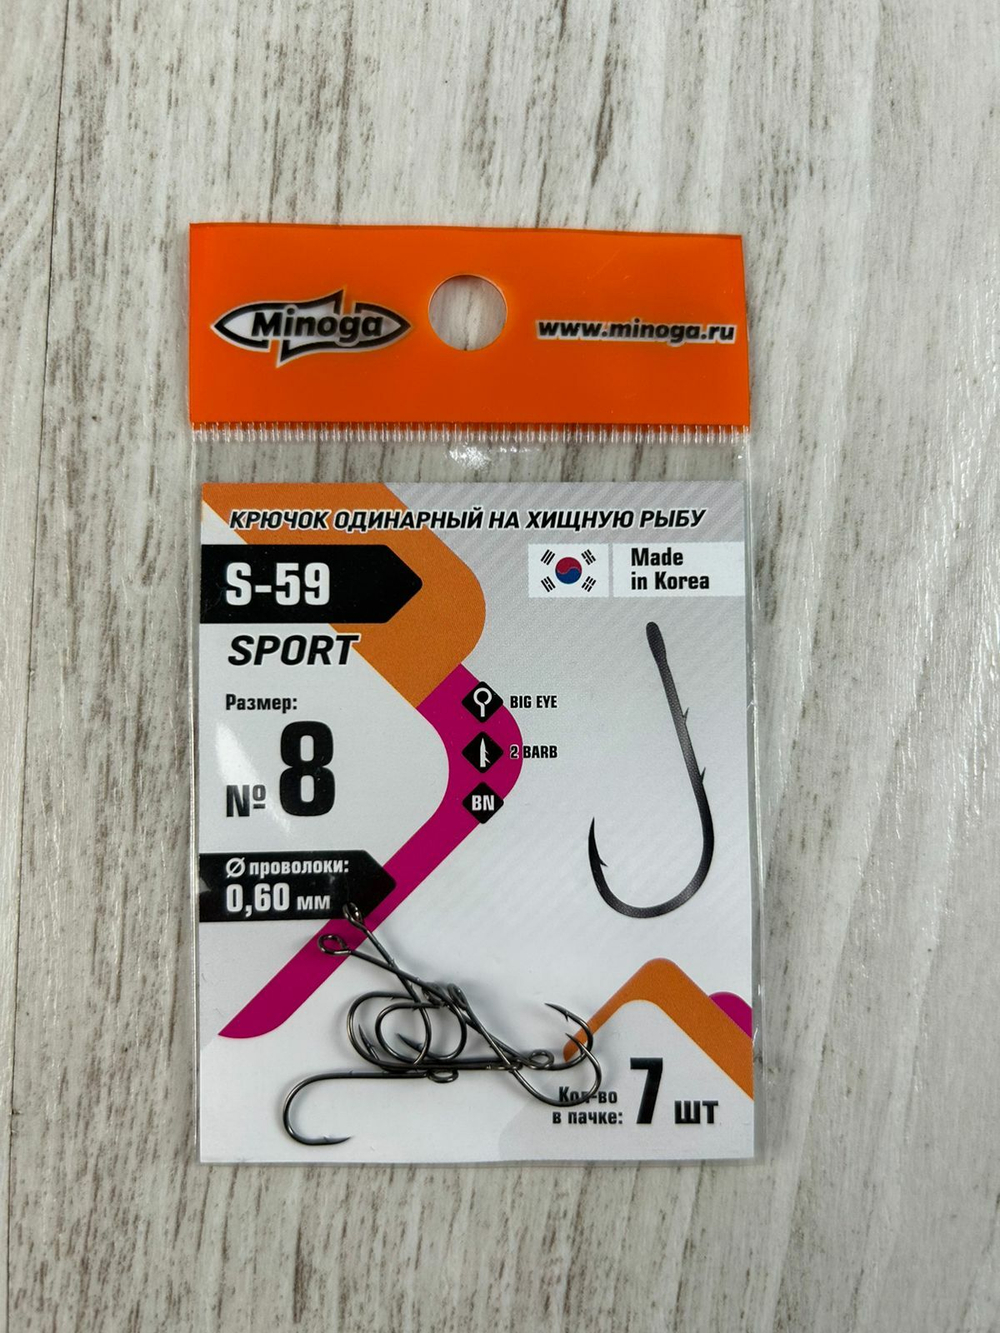 Minoga
www.minoga.ru
КРЮЧОК ОДИНАРНЫЙ НА ХИЩНУЮ РЫБУ
S-59
Made
in Korea
SPORT
Размер:
№ 8
BIG EYE
2 BARB
BN
Ø проволоки:
0,60 мм
Кол-во
в пачке: 7 шт